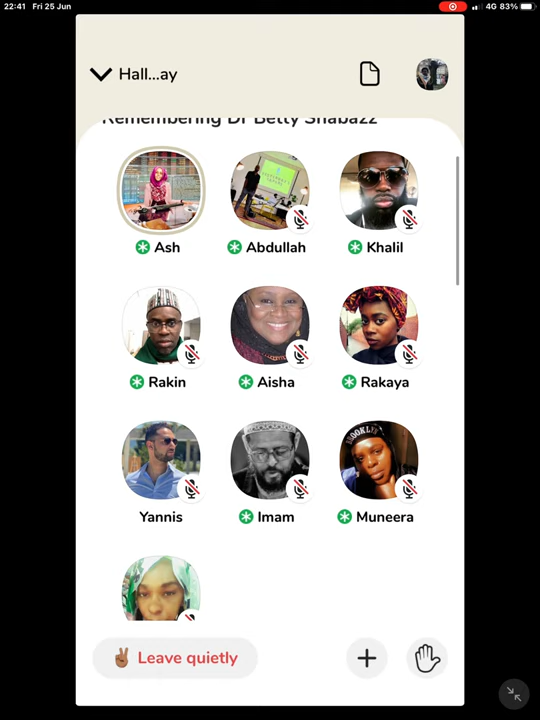 22:41 Fri 25 Jun
4G 83%
Hall...ay
Remembering Dr Betty Shabazz
Ash
Abdullah
Khalil
Rakin
Aisha
Rakaya
BROOKLYN
Yannis
Imam
Muneera
Leave quietly